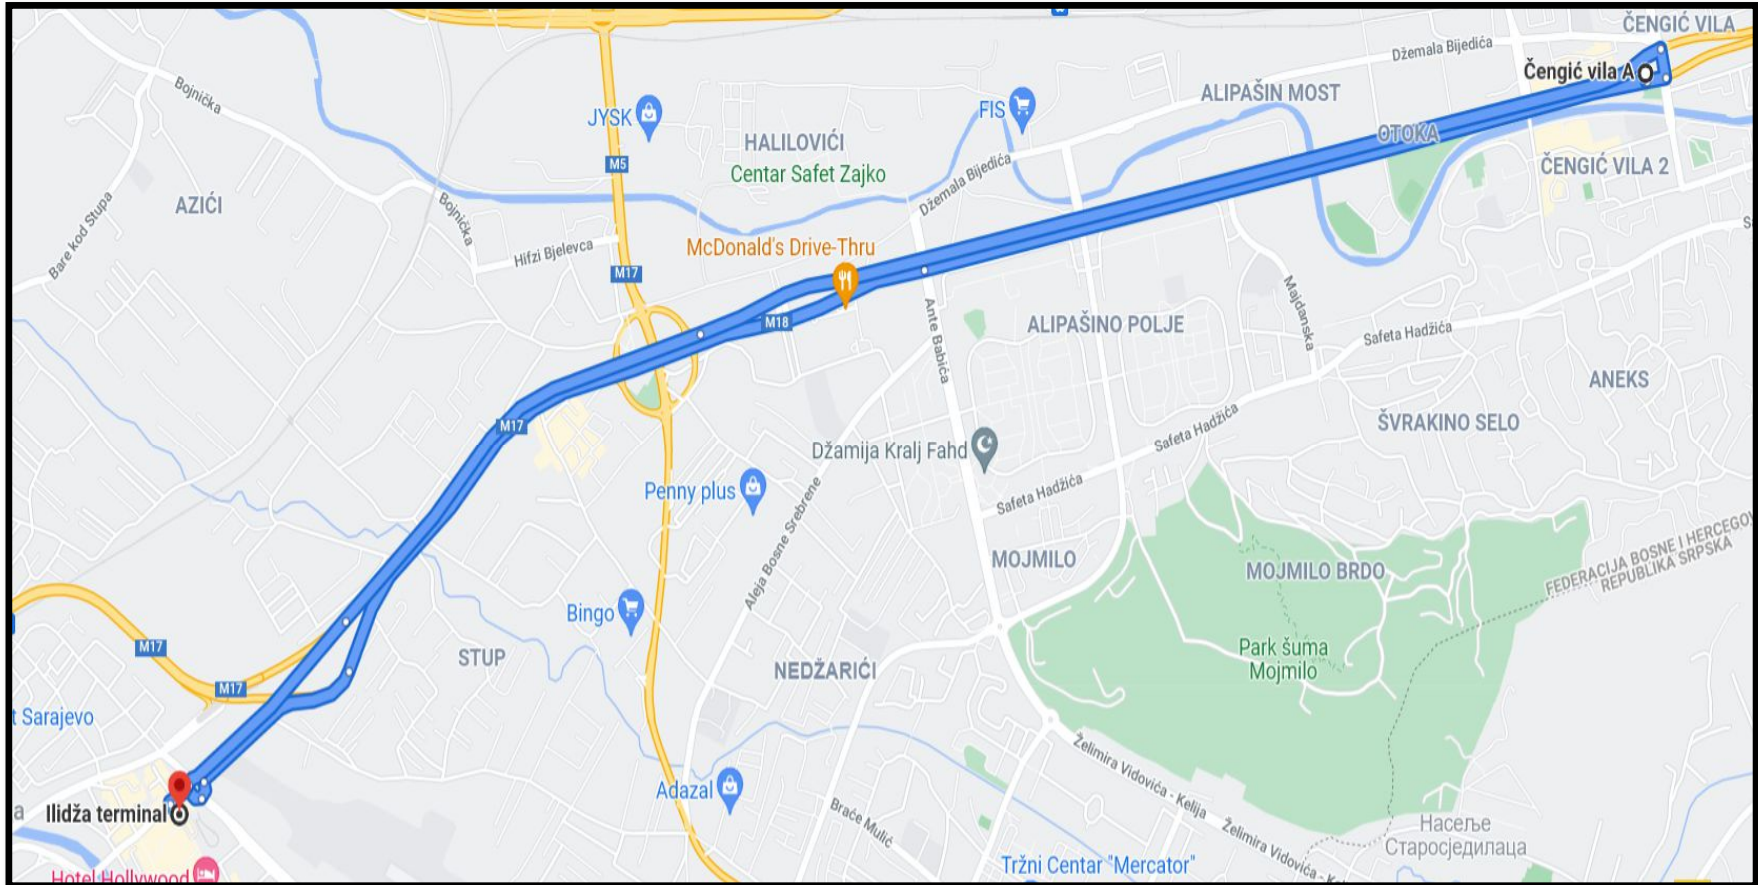 ČENGIĆ VILA
Džemala Bijedića
Čengić vila A
Bojnička
JYSK
FIS
ALIPAŠIN MOST
HALILOVIĆI
OTOKA
M5
Centar Safet Zajko
Džemala Bijedića
ČENGIĆ VILA 2
AZIĆI
Bojnička
Bare kod Stupa
Hifzi Bjelevca
McDonald's Drive-Thru
M17
Majdanska
M18
Ante Babića
ALIPAŠINO POLJE
Safeta Hadžića
ANEKS
M17
ŠVRAKINO SELO
Safeta Hadžića
Džamija Kralj Fahd
Penny plus
Safeta Hadžića
Aleja Bosne Srebrene
MOJMILO
MOJMILO BRDO
FEDERACIJA BOSNE I HERCEGOV
REPUBLIKA SRPSKA
Bingo
M17
STUP
NEDŽARIĆI
Park šuma
Mojmilo
M17
t Sarajevo
Želimira Vidovića - Kelija
Adazal
Ilidža terminal
a
Braće Mulić
Želimira Vidovića - Ke
Насеље
Старосједилаца
Tržni Centar "Mercator"
Hotel Hollywood